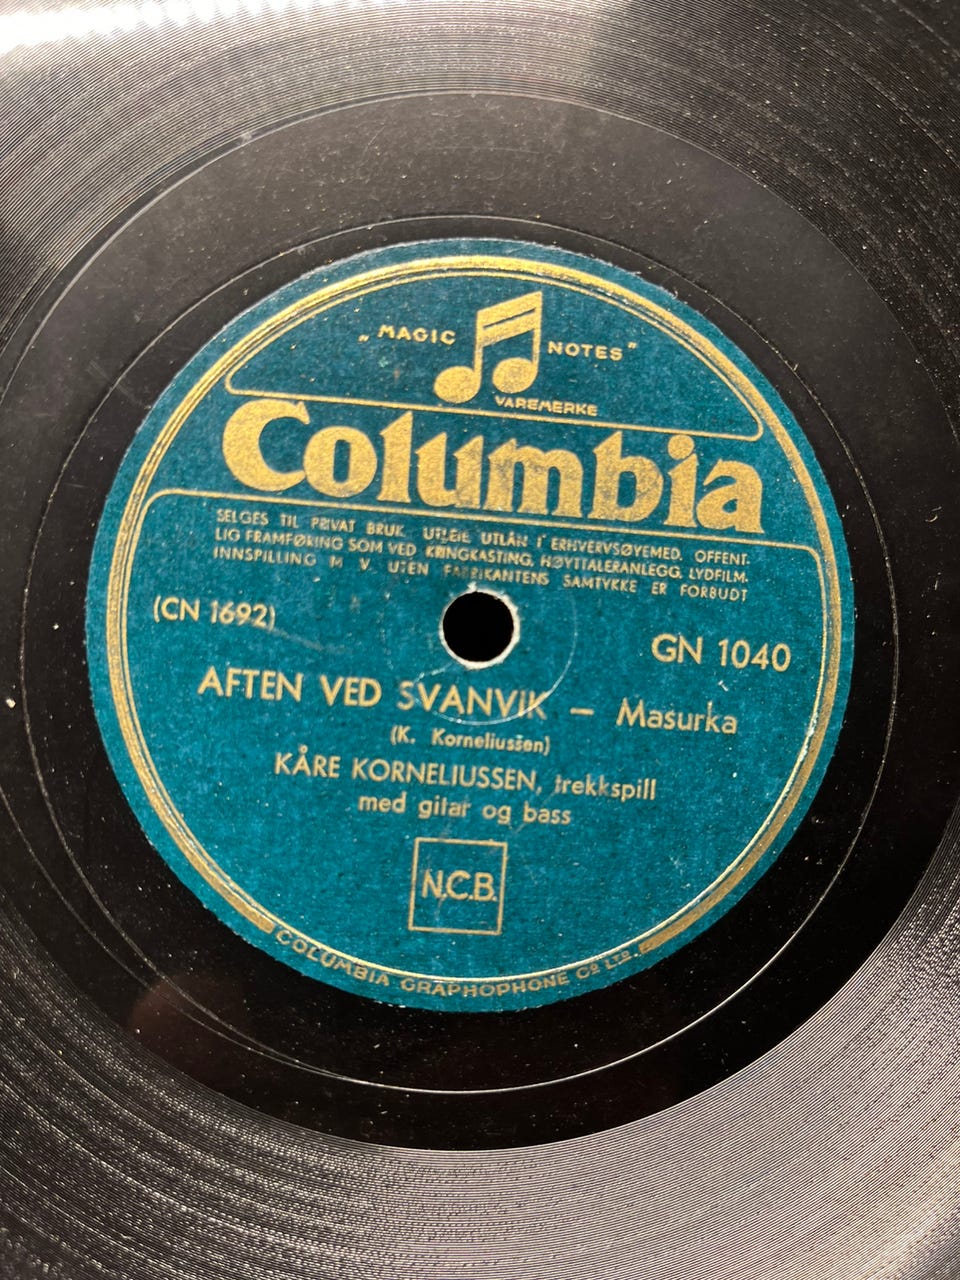 „MAGIC NOTES”
VAREMERKE
Columbia
SELGES TIL PRIVAT BRUK. UTLEIE UTLÅN I ERHVERVSØYEMED. OFFENT-
LIG FRAMFØRING SOM VED KRINGKASTING, HØYTTALERANLEGG, LYDFILM-
INNSPILLING M. V. UTEN FABRIKANTENS SAMTYKKE ER FORBUDT
(CN 1692)
GN 1040
AFTEN VED SVANVIK – Masurka
(K. Korneliussen)
KÅRE KORNELIUSSEN, trekkspill
med gitar og bass
N.C.B.
COLUMBIA GRAPHOPHONE CO LTD.